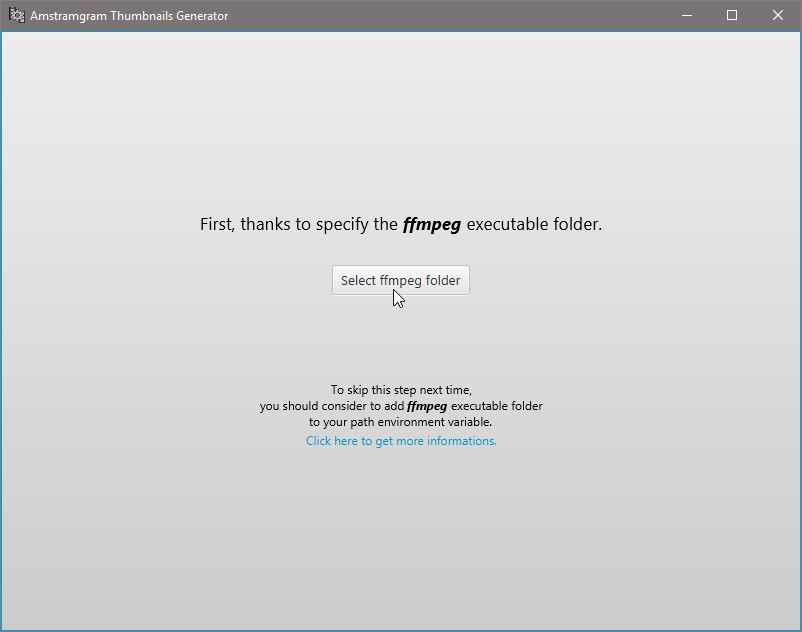 Amstramgram Thumbnails Generator
First, thanks to specify the ffmpeg executable folder.
Select ffmpeg folder
To skip this step next time,
you should consider to add ffmpeg executable folder
to your path environment variable.
Click here to get more informations.